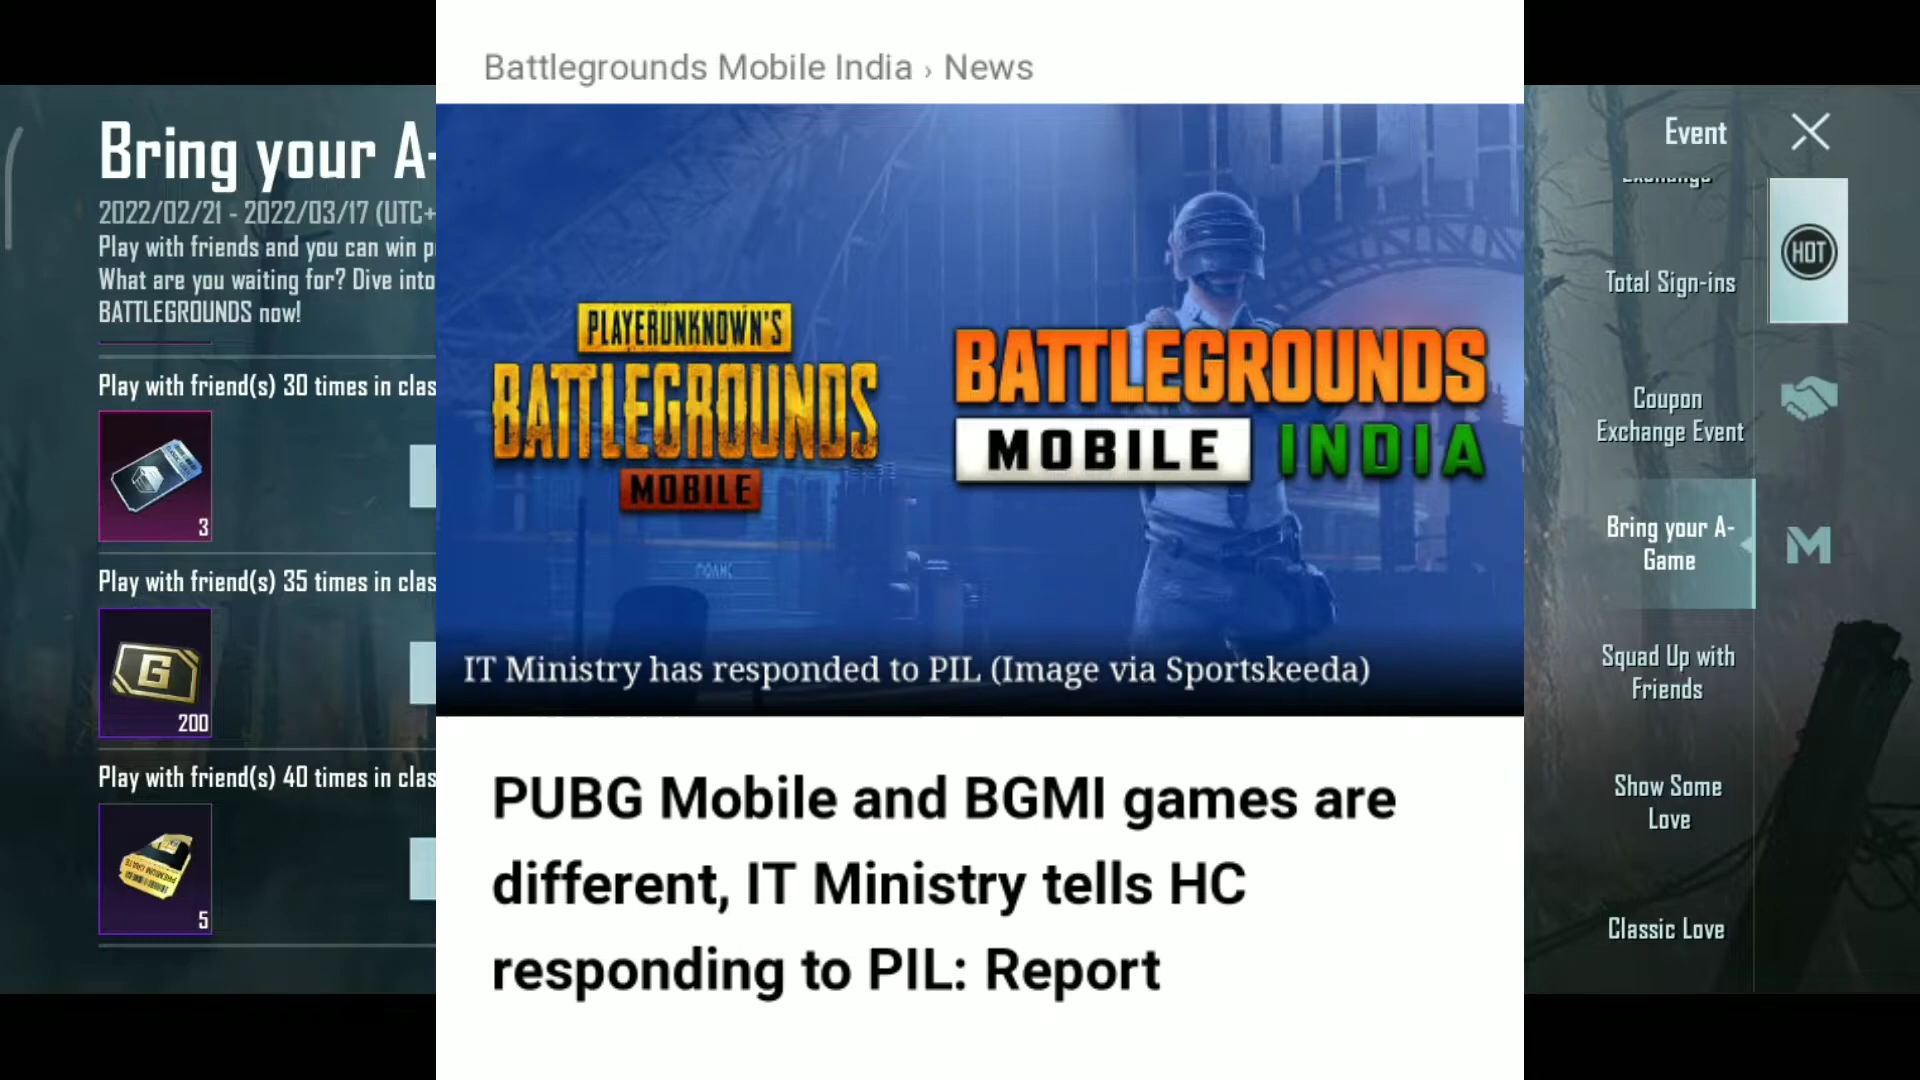 Battlegrounds Mobile India › News
Bring your A-
2022/02/21 - 2022/03/17 (UTC+
Play with friends and you can win p
What are you waiting for? Dive into
BATTLEGROUNDS now!
Play with friend(s) 30 times in clas
3
Play with friend(s) 35 times in clas
G
200
Play with friend(s) 40 times in clas
5
PLAYERUNKNOWN'S
BATTLEGROUNDS
MOBILE
BATTLEGROUNDS
MOBILE INDIA
IT Ministry has responded to PIL (Image via Sportskeeda)
PUBG Mobile and BGMI games are
different, IT Ministry tells HC
responding to PIL: Report
Event
Exchange
HOT
Total Sign-ins
Coupon
Exchange Event
Bring your A-
Game
M
Squad Up with
Friends
Show Some
Love
Classic Love